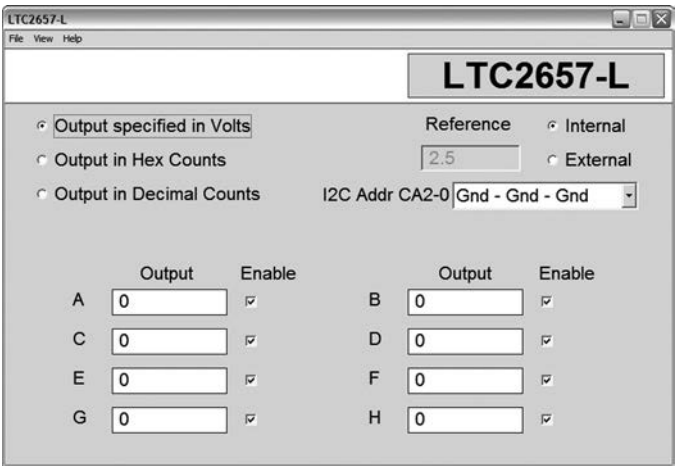 LTC2657-L
File View Help
LTC2657-L
Output specified in Volts
Reference
Internal
Output in Hex Counts
2.5
External
Output in Decimal Counts
I2C Addr CA2-0 Gnd - Gnd - Gnd
Output Enable Output Enable
A 0 B 0
C 0 D 0
E 0 F 0
G 0 H 0